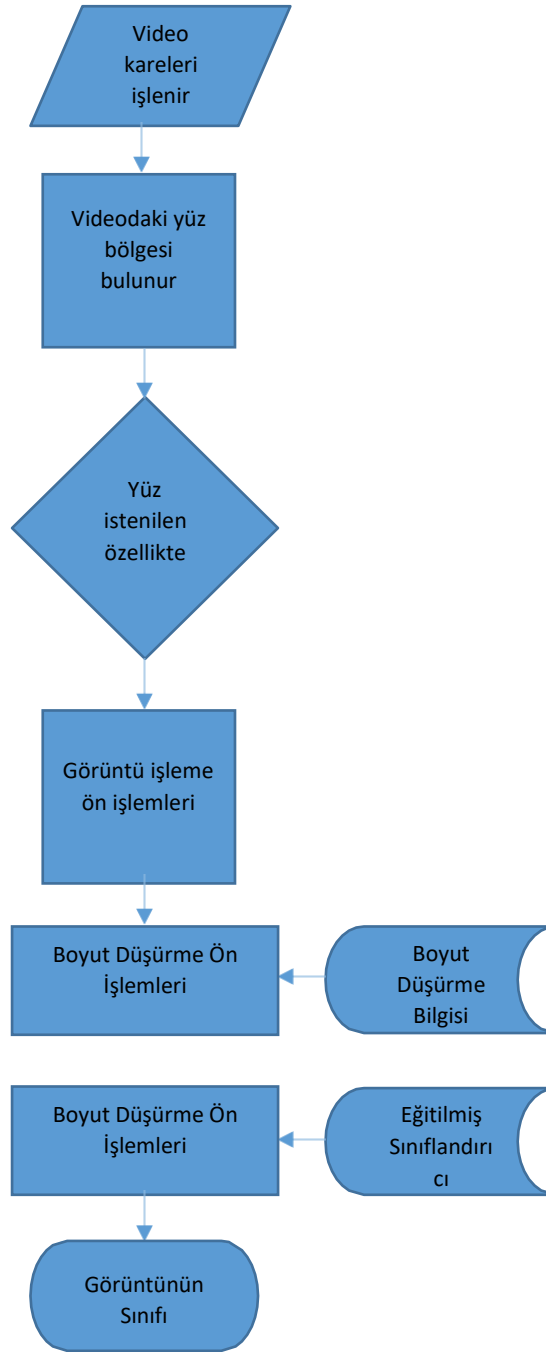 Video
kareleri
işlenir
Videodaki yüz
bölgesi
bulunur
Yüz
istenilen
özellikte
Görüntü işleme
ön işlemleri
Boyut Düşürme Ön
İşlemleri
Boyut
Düşürme
Bilgisi
Boyut Düşürme Ön
İşlemleri
Eğitilmiş
Sınıflandırı
cı
Görüntünün
Sınıfı